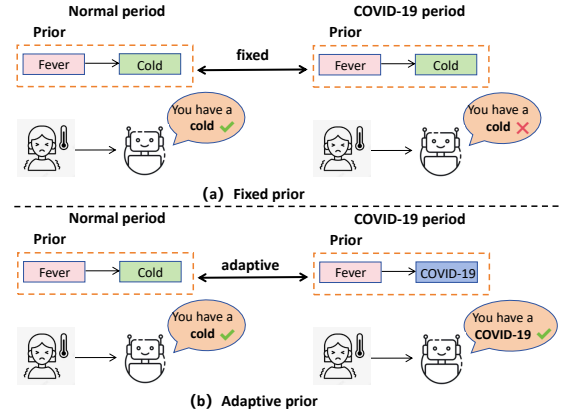 Normal period COVID-19 period
Prior Prior
Fever Cold fixed Fever Cold
You have a
cold
You have a
cold
(a) Fixed prior
Normal period COVID-19 period
Prior Prior
Fever Cold adaptive Fever COVID-19
You have a
cold
You have a
COVID-19
(b) Adaptive prior